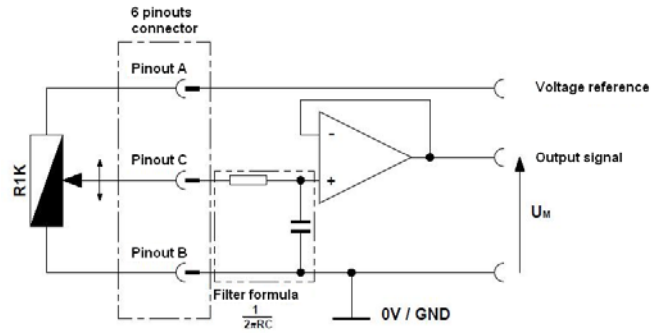 6 pinouts
connector
Pinout A
Voltage reference
R1K
Pinout C
-
+
Output signal
UM
Pinout B
Filter formula
1
2πRC
0V / GND